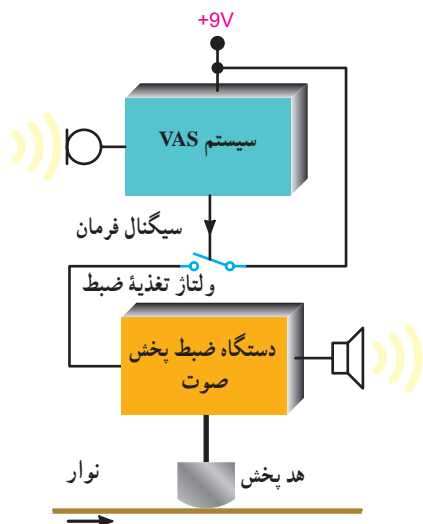 +9V
سیستم VAS
سیگنال فرمان
ولتاژ تغذیهٔ ضبط
دستگاه ضبط پخش
صوت
نوار
هد پخش